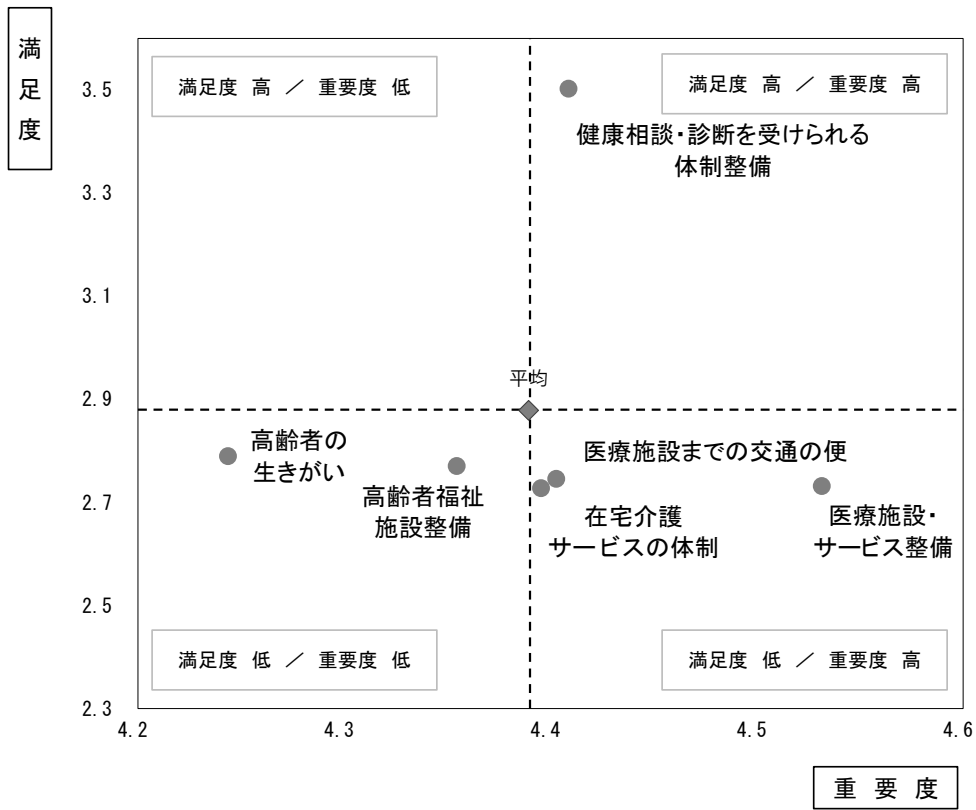 満足度
満足度 高 ／ 重要度 低
満足度 高 ／ 重要度 高
3.5
健康相談・診断を受けられる
体制整備
3.3
3.1
平均
2.9
高齢者の
生きがい
医療施設までの交通の便
高齢者福祉
施設整備
2.7
在宅介護
サービスの体制
医療施設・
サービス整備
2.5
満足度 低 ／ 重要度 低
満足度 低 ／ 重要度 高
2.3
4.2
4.3
4.4
4.5
4.6
重 要 度